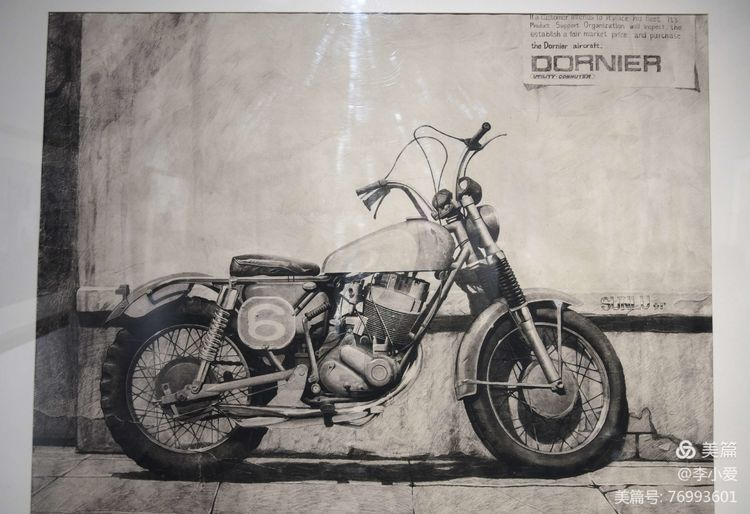 If a Customer intends to replace his fleet, it's
Product Support Organization will inspect, the
establish a fair market price, and purchase
the Dornier aircraft.
DORNIER
(UTILITY-COMMUTER)
6
SUNLU
美篇
@李小爱
美篇号: 76993601